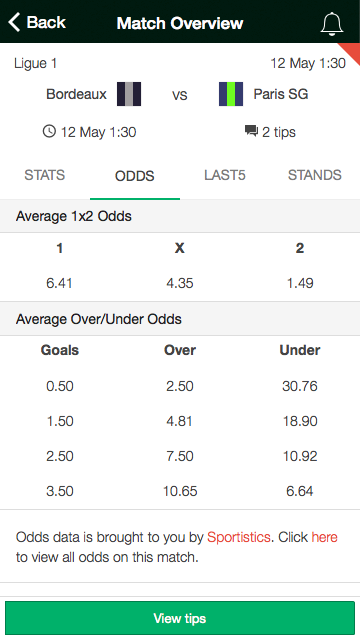 Back Match Overview
Ligue 1 12 May 1:30
Bordeaux vs Paris SG
12 May 1:30 2 tips
STATS ODDS LAST5 STANDS
Average 1x2 Odds
1 X 2
6.41 4.35 1.49
Average Over/Under Odds
Goals Over Under
0.50 2.50 30.76
1.50 4.81 18.90
2.50 7.50 10.92
3.50 10.65 6.64
Odds data is brought to you by Sportistics. Click here
to view all odds on this match.
View tips